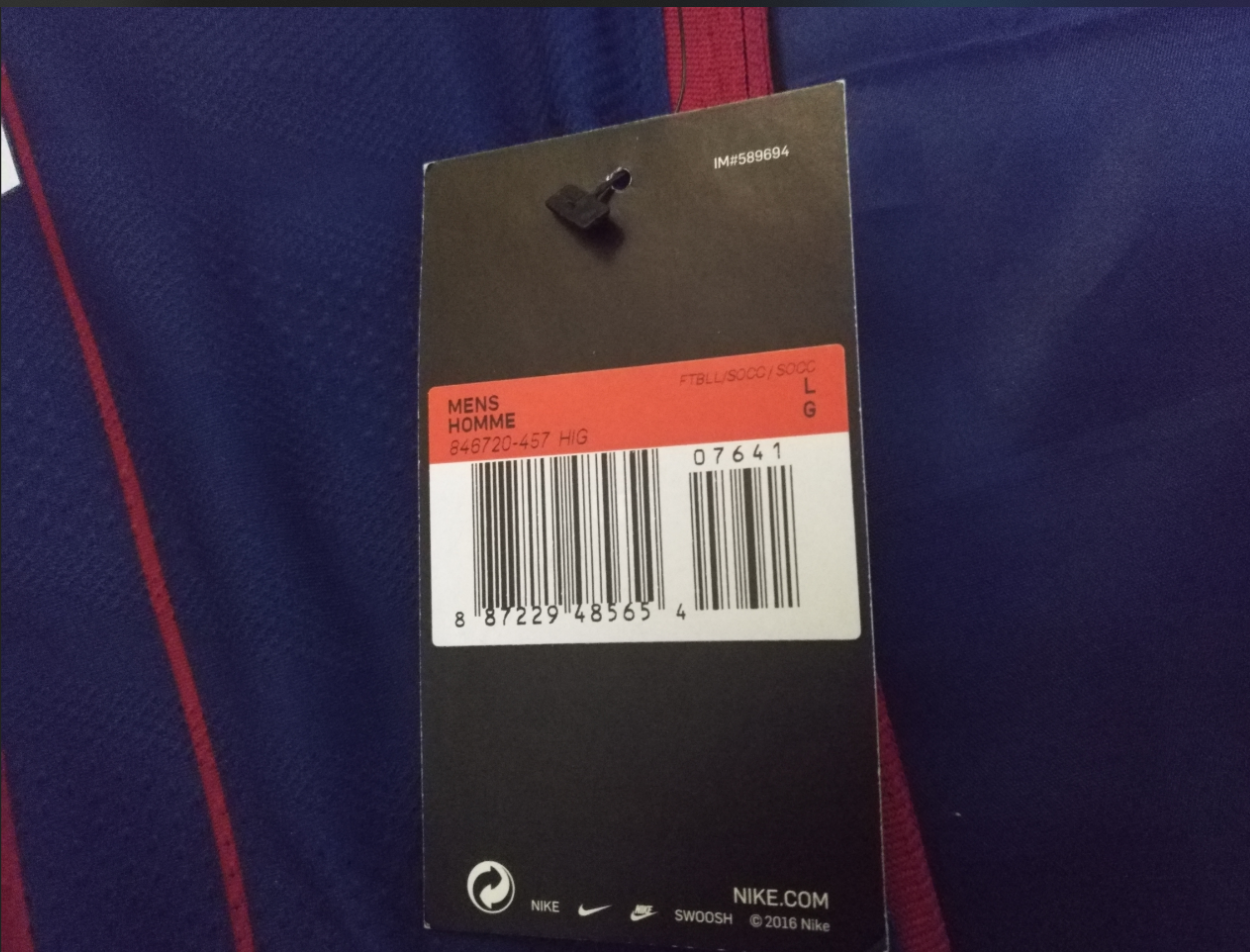 IM#589694
FTBLL/SOCC/SOCC
MENS L
HOMME G
846720-457 HIG
07641
8 87229 48565 4
NIKE.COM
NIKE SWOOSH © 2016 Nike